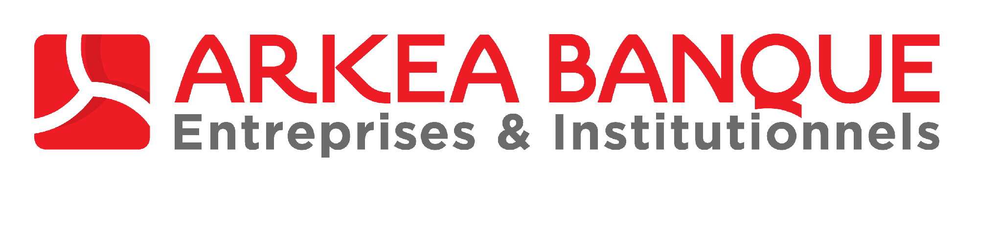 ARKEA BANQUE
Entreprises & Institutionnels